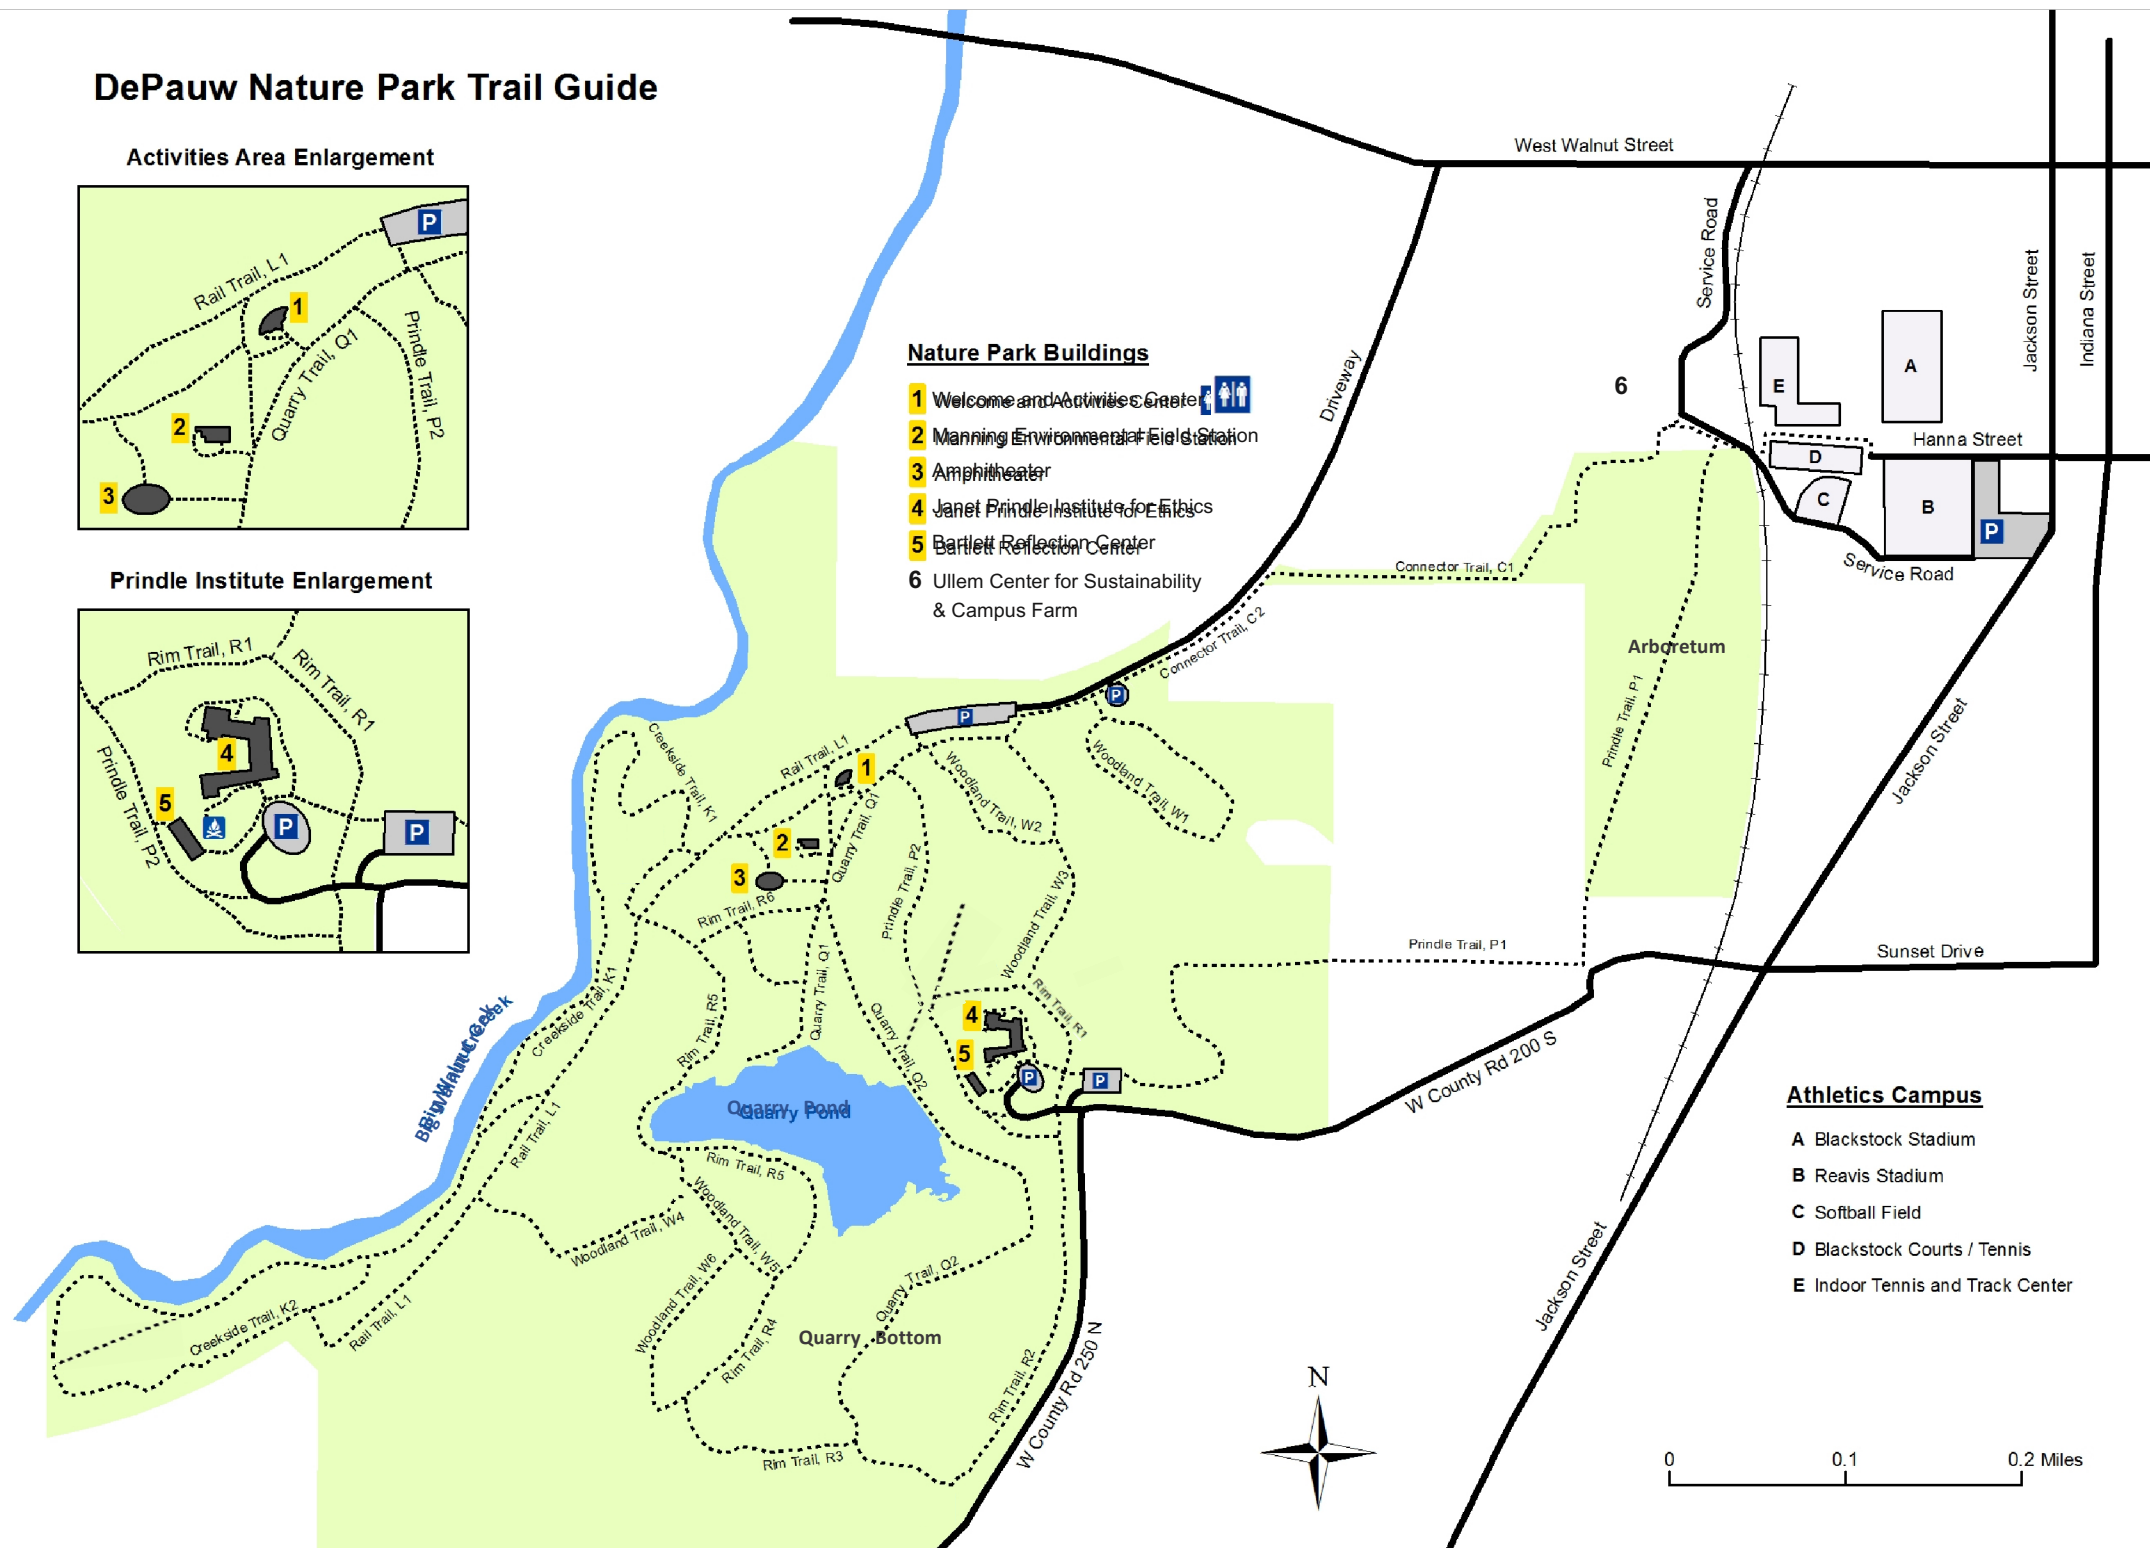 DePauw Nature Park Trail Guide
Activities Area Enlargement
P
Rail Trail, L1
1
Quarry Trail, Q1
Prindle Trail, P2
2
3
Prindle Institute Enlargement
Rim Trail, R1
Rim Trail, R1
Prindle Trail, P2
4
5
P
P
Nature Park Buildings
1 Welcome and Activities Center
2 Manning Environmental Field Station
3 Amphitheater
4 Janet Prindle Institute for Ethics
5 Bartlett Reflection Center
6 Ullem Center for Sustainability
& Campus Farm
West Walnut Street
Service Road
Driveway
Jackson Street
Indiana Street
6
E
A
Hanna Street
D
C
B
P
Service Road
Connector Trail, C1
Connector Trail, C2
Arboretum
Prindle Trail, P1
Jackson Street
P
P
Creekside Trail, K1
Rail Trail, L1
1
Woodland Trail, W1
Woodland Trail, W2
Quarry Trail, Q1
2
3
Prindle Trail, P2
Rim Trail, R6
Woodland Trail, W3
Prindle Trail, P1
Sunset Drive
Creekside Trail, K1
Rim Trail, R5
Quarry Trail, Q1
Quarry Trail, Q2
Rim Trail, R1
4
5
P
P
Big Walnut Creek
Quarry Pond
W County Rd 200 S
Rail Trail, L1
Rim Trail, R5
Woodland Trail, W4
Woodland Trail, W5
Woodland Trail, W6
Quarry Trail, Q2
Creekside Trail, K2
Rail Trail, L1
Rim Trail, R4
Quarry Bottom
Rim Trail, R2
W County Rd 250 N
Rim Trail, R3
Jackson Street
Athletics Campus
A Blackstock Stadium
B Reavis Stadium
C Softball Field
D Blackstock Courts / Tennis
E Indoor Tennis and Track Center
N
0 0.1 0.2 Miles